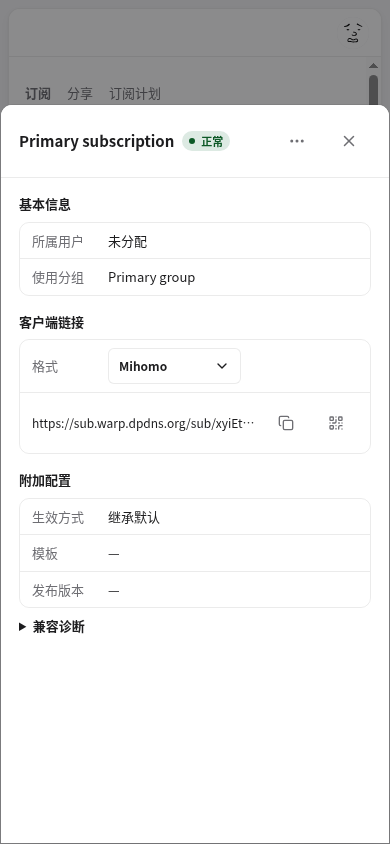 订阅 分享 订阅计划
Primary subscription 正常
基本信息
所属用户 未分配
使用分组 Primary group
客户端链接
格式 Mihomo
https://sub.warp.dpdns.org/sub/xyiEt…
附加配置
生效方式 继承默认
模板 —
发布版本 —
兼容诊断